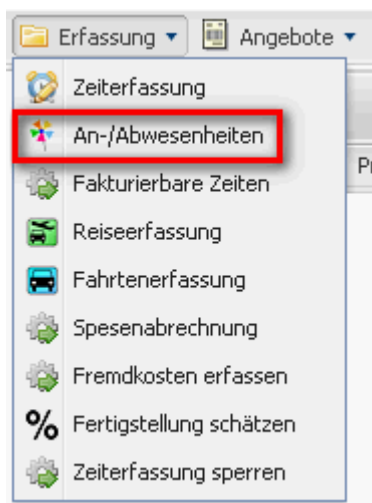 Erfassung Angebote
Zeiterfassung
An-/Abwesenheiten
Fakturierbare Zeiten
Reiseerfassung
Fahrtenerfassung
Spesenabrechnung
Fremdkosten erfassen
% Fertigstellung schätzen
Zeiterfassung sperren